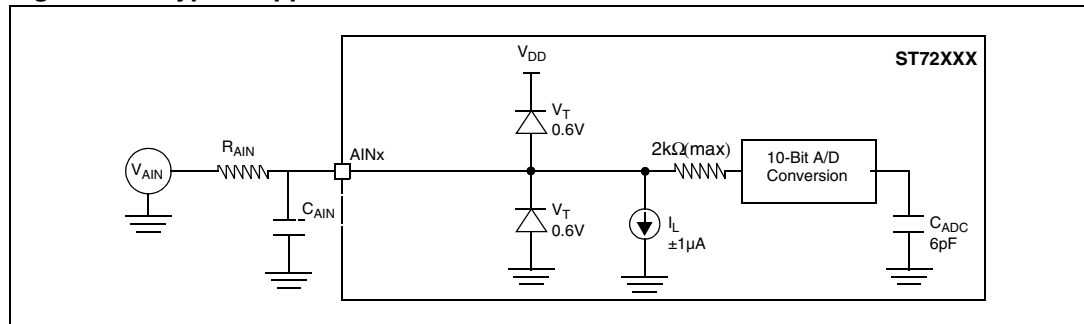 V_DD
ST72XXX
V_T
0.6V
R_AIN
AINx
2kΩ(max)
10-Bit A/D
Conversion
V_AIN
C_AIN
V_T
0.6V
I_L
±1µA
C_ADC
6pF